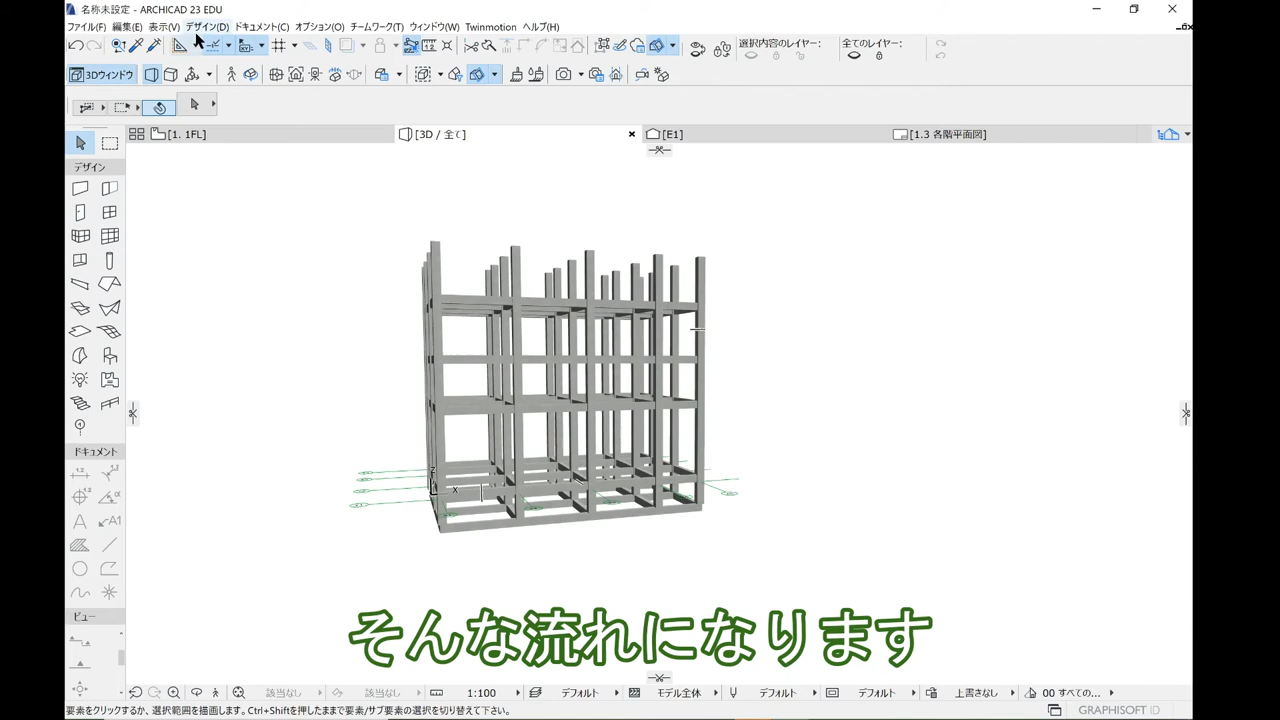 名称未設定 - ARCHICAD 23 EDU
ファイル(F) 編集(E) 表示(V) デザイン(D) ドキュメント(C) オプション(O) チームワーク(T) ウィンドウ(W) Twinmotion ヘルプ(H)
選択内容のレイヤー: 全てのレイヤー:
3Dウィンドウ
[1. 1FL] [3D / 全て] [E1] [1.3 各階平面図]
デザイン
ドキュメント
ビュー
Z
X
そんな流れになります
該当なし 該当なし 1:100 デフォルト モデル全体 デフォルト デフォルト 上書きなし 00 すべての...
要素をクリックするか、選択範囲を描画します。Ctrl+Shiftを押したままで要素/サブ要素の選択を切り替えて下さい。
GRAPHISOFT ID